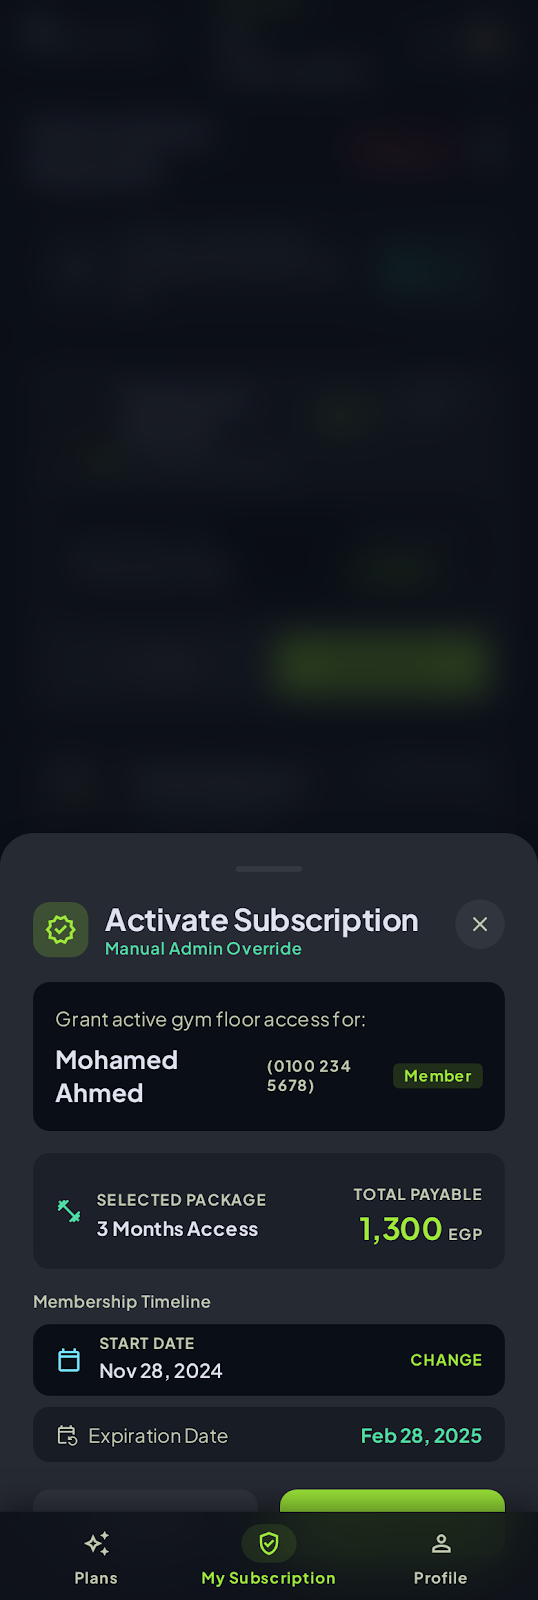 Activate Subscription
Manual Admin Override
Grant active gym floor access for:
Mohamed
Ahmed
(0100 234
5678)
Member
SELECTED PACKAGE
3 Months Access
TOTAL PAYABLE
1,300 EGP
Membership Timeline
START DATE
Nov 28, 2024
CHANGE
Expiration Date
Feb 28, 2025
Plans
My Subscription
Profile